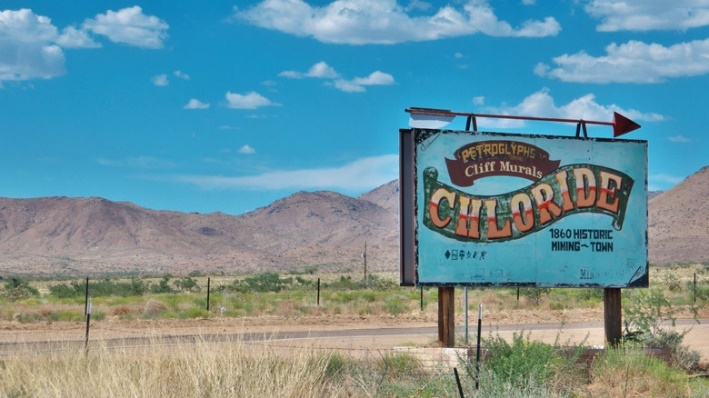 PETROGLYPHS
Cliff Murals
CHLORIDE
1860 HISTORIC
MINING~TOWN